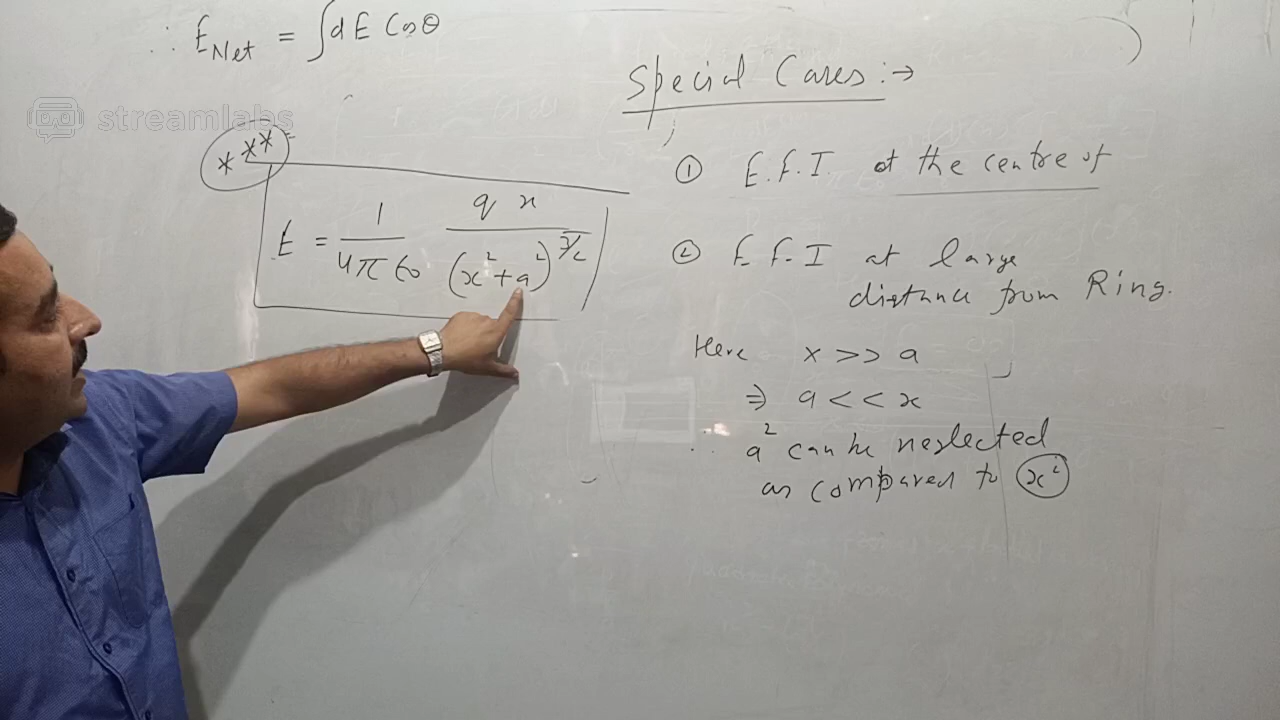 ∴ E_Net = ∫dE Cosθ
streamlabs
***
E = 1/4πε₀ q x/(x²+a²)^3/2
Special Cases:→
① E.F.I. at the centre of
② E.F.I at large
distance from Ring.
Here x >> a
⇒ a << x
∴ a² can be neglected
as compared to x²